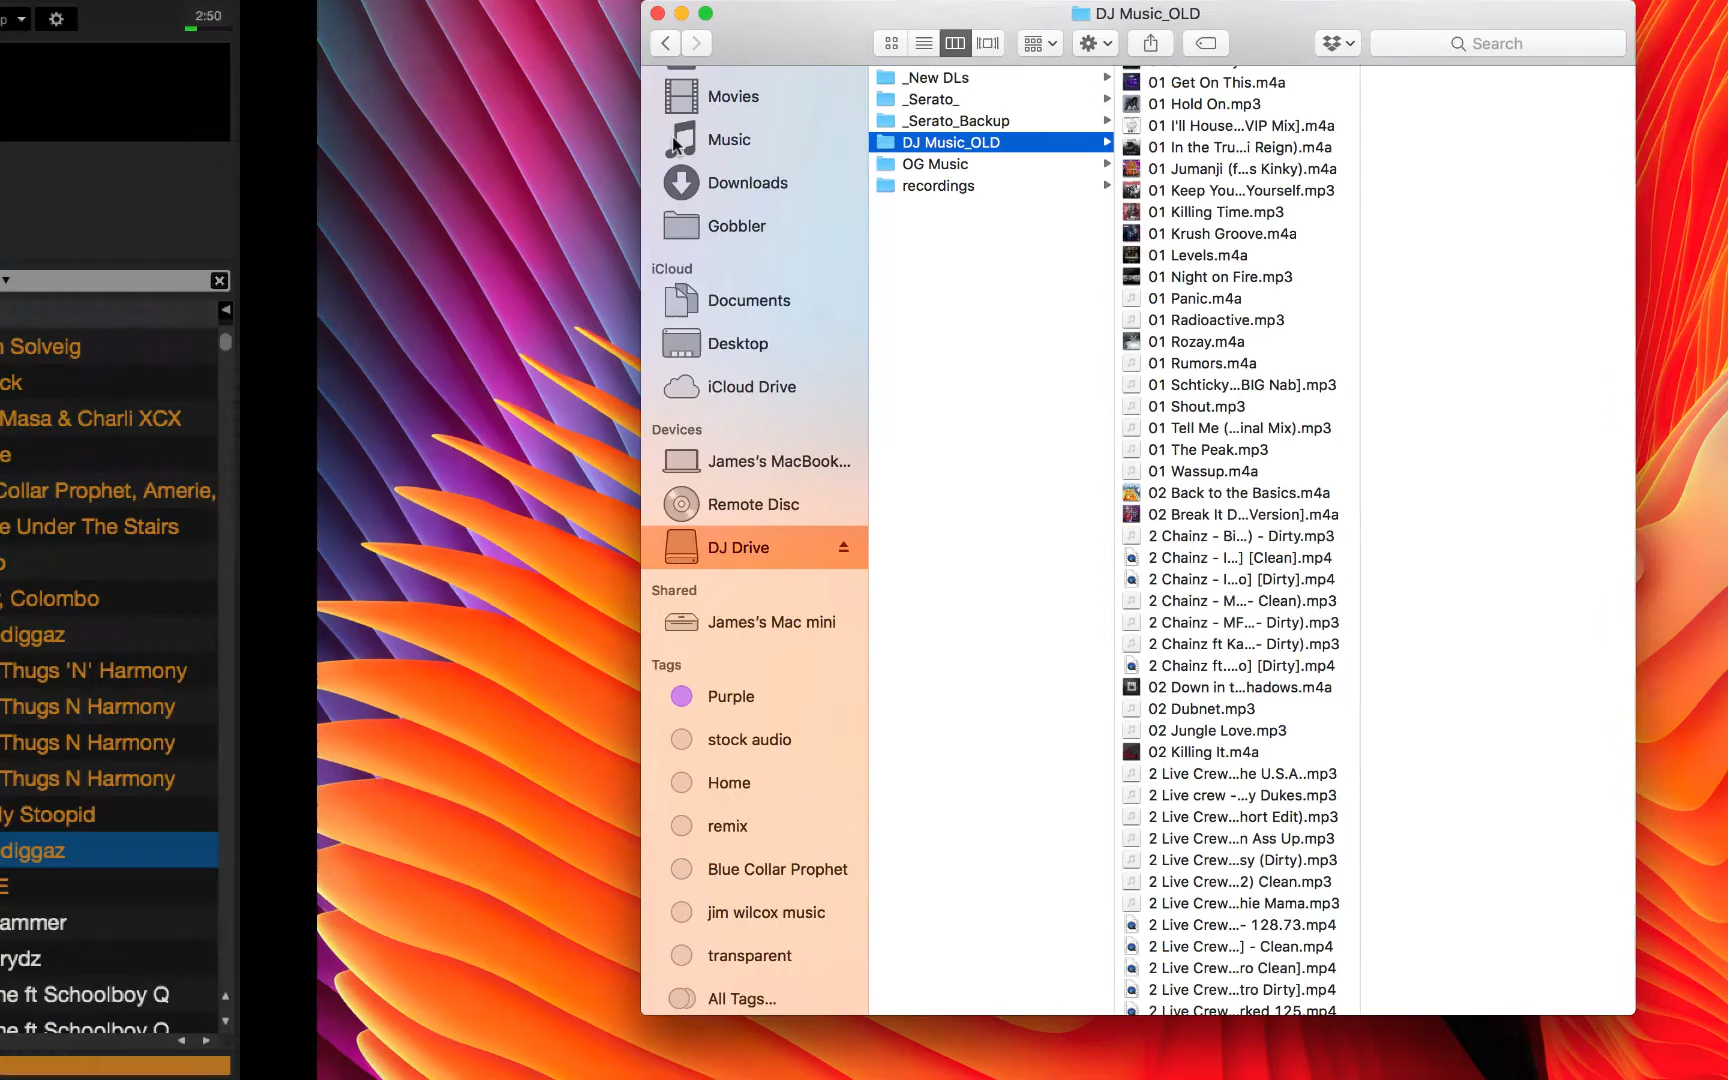 p
2:50
n Solveig
ck
Masa & Charli XCX
e
Collar Prophet, Amerie,
e Under The Stairs
o
, Colombo
diggaz
Thugs 'N' Harmony
Thugs N Harmony
Thugs N Harmony
Thugs N Harmony
ly Stoopid
diggaz
E
ammer
rydz
ne ft Schoolboy Q
ne ft Schoolboy Q
DJ Music_OLD
Search
Movies
Music
Downloads
Gobbler
iCloud
Documents
Desktop
iCloud Drive
Devices
James's MacBook...
Remote Disc
DJ Drive
Shared
James's Mac mini
Tags
Purple
stock audio
Home
remix
Blue Collar Prophet
jim wilcox music
transparent
All Tags...
_New DLs
_Serato_
_Serato_Backup
DJ Music_OLD
OG Music
recordings
01 Get On This.m4a
01 Hold On.mp3
01 I'll House...VIP Mix].m4a
01 In the Tru...i Reign).m4a
01 Jumanji (f...s Kinky).m4a
01 Keep You...Yourself.mp3
01 Killing Time.mp3
01 Krush Groove.m4a
01 Levels.m4a
01 Night on Fire.mp3
01 Panic.m4a
01 Radioactive.mp3
01 Rozay.m4a
01 Rumors.m4a
01 Schticky...BIG Nab].mp3
01 Shout.mp3
01 Tell Me (...inal Mix).mp3
01 The Peak.mp3
01 Wassup.m4a
02 Back to the Basics.m4a
02 Break It D...Version].m4a
2 Chainz - Bi...) - Dirty.mp3
2 Chainz - I...] [Clean].mp4
2 Chainz - I...o] [Dirty].mp4
2 Chainz - M...- Clean).mp3
2 Chainz - MF...- Dirty).mp3
2 Chainz ft Ka...- Dirty).mp3
2 Chainz ft....o] [Dirty].mp4
02 Down in t...hadows.m4a
02 Dubnet.mp3
02 Jungle Love.mp3
02 Killing It.m4a
2 Live Crew...he U.S.A..mp3
2 Live crew -...y Dukes.mp3
2 Live Crew...hort Edit).mp3
2 Live Crew...n Ass Up.mp3
2 Live Crew...sy (Dirty).mp3
2 Live Crew...2) Clean.mp3
2 Live Crew...hie Mama.mp3
2 Live Crew...- 128.73.mp4
2 Live Crew...] - Clean.mp4
2 Live Crew...ro Clean].mp4
2 Live Crew...tro Dirty].mp4
2 Live Crew...rked 125.mp4